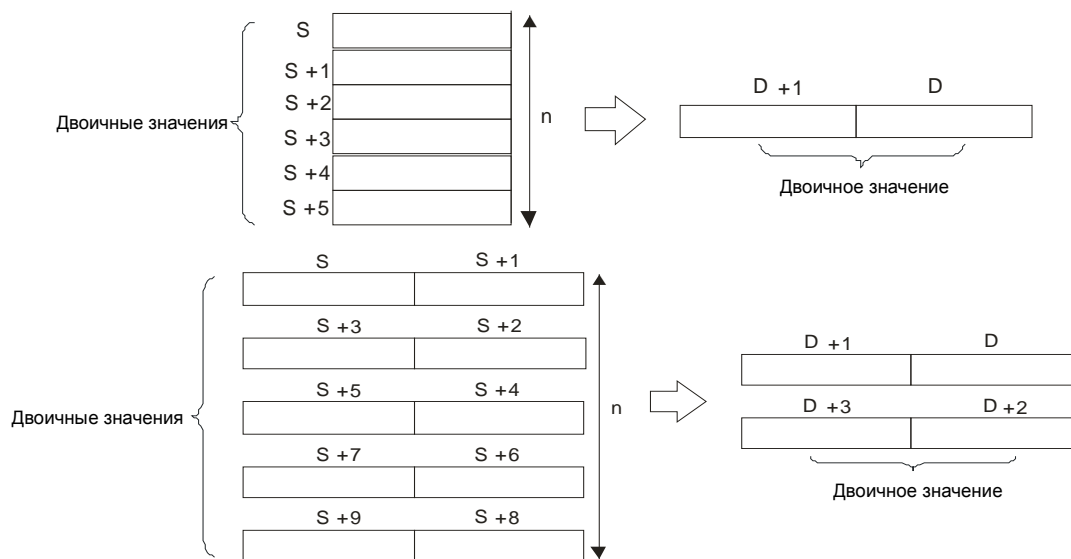 S
S +1
S +2
S +3
S +4
S +5
Двоичные значения
n
D +1 D
Двоичное значение
S S +1
S +3 S +2
S +5 S +4
S +7 S +6
S +9 S +8
Двоичные значения
n
D +1 D
D +3 D +2
Двоичное значение